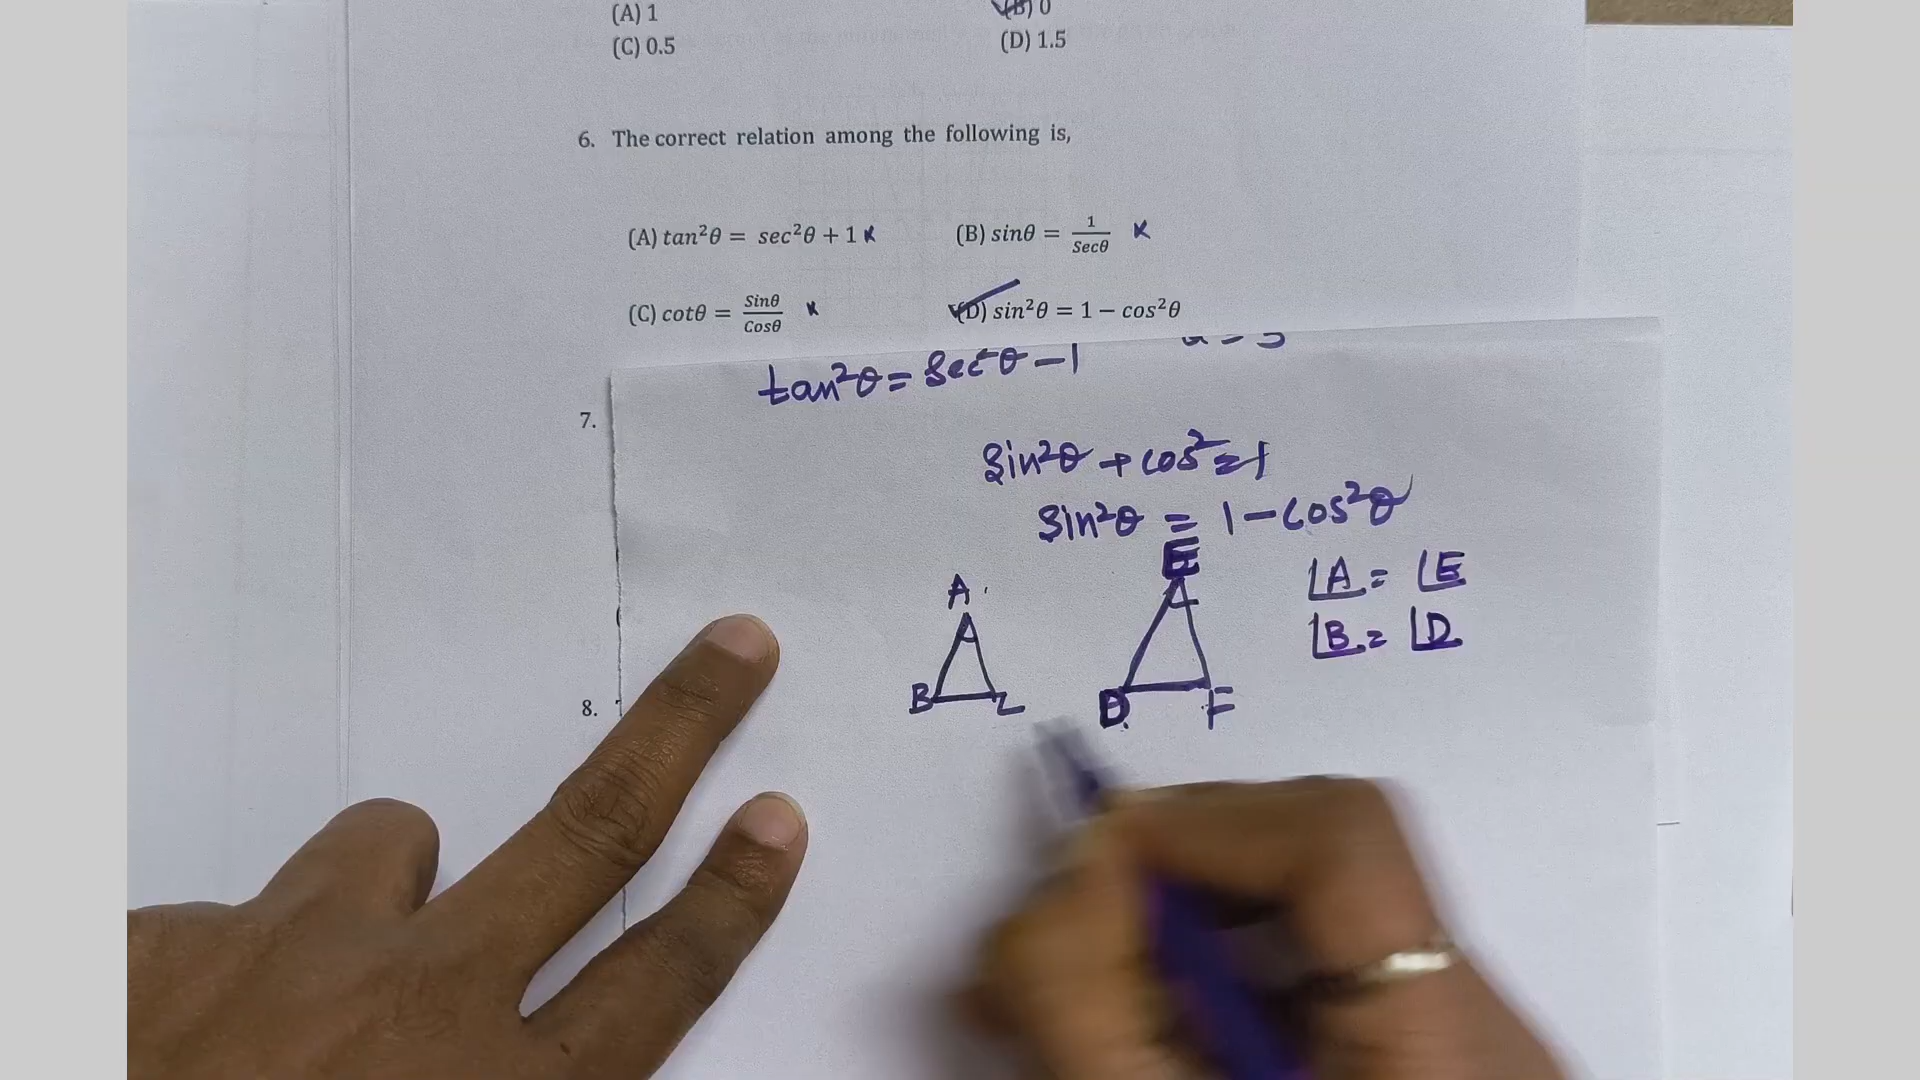 (A) 1 (B) 0
(C) 0.5 (D) 1.5
6. The correct relation among the following is,
(A) tan²θ = sec²θ + 1 × (B) sinθ = 1/Secθ ×
(C) cotθ = Sinθ/Cosθ × (D) sin²θ = 1 − cos²θ
tan²θ = Sec²θ − 1
7.
Sin²θ + cos² = 1
Sin²θ = 1 − cos²θ
A E ∠A = ∠E
∠B = ∠D
B C D F
8.